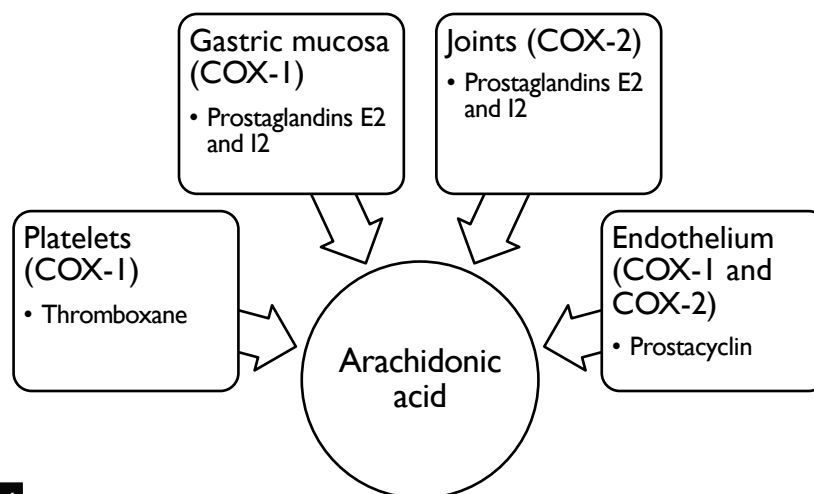 Gastric mucosa
(COX-1)
• Prostaglandins E2
and I2
Joints (COX-2)
• Prostaglandins E2
and I2
Platelets
(COX-1)
• Thromboxane
Endothelium
(COX-1 and
COX-2)
• Prostacyclin
Arachidonic
acid